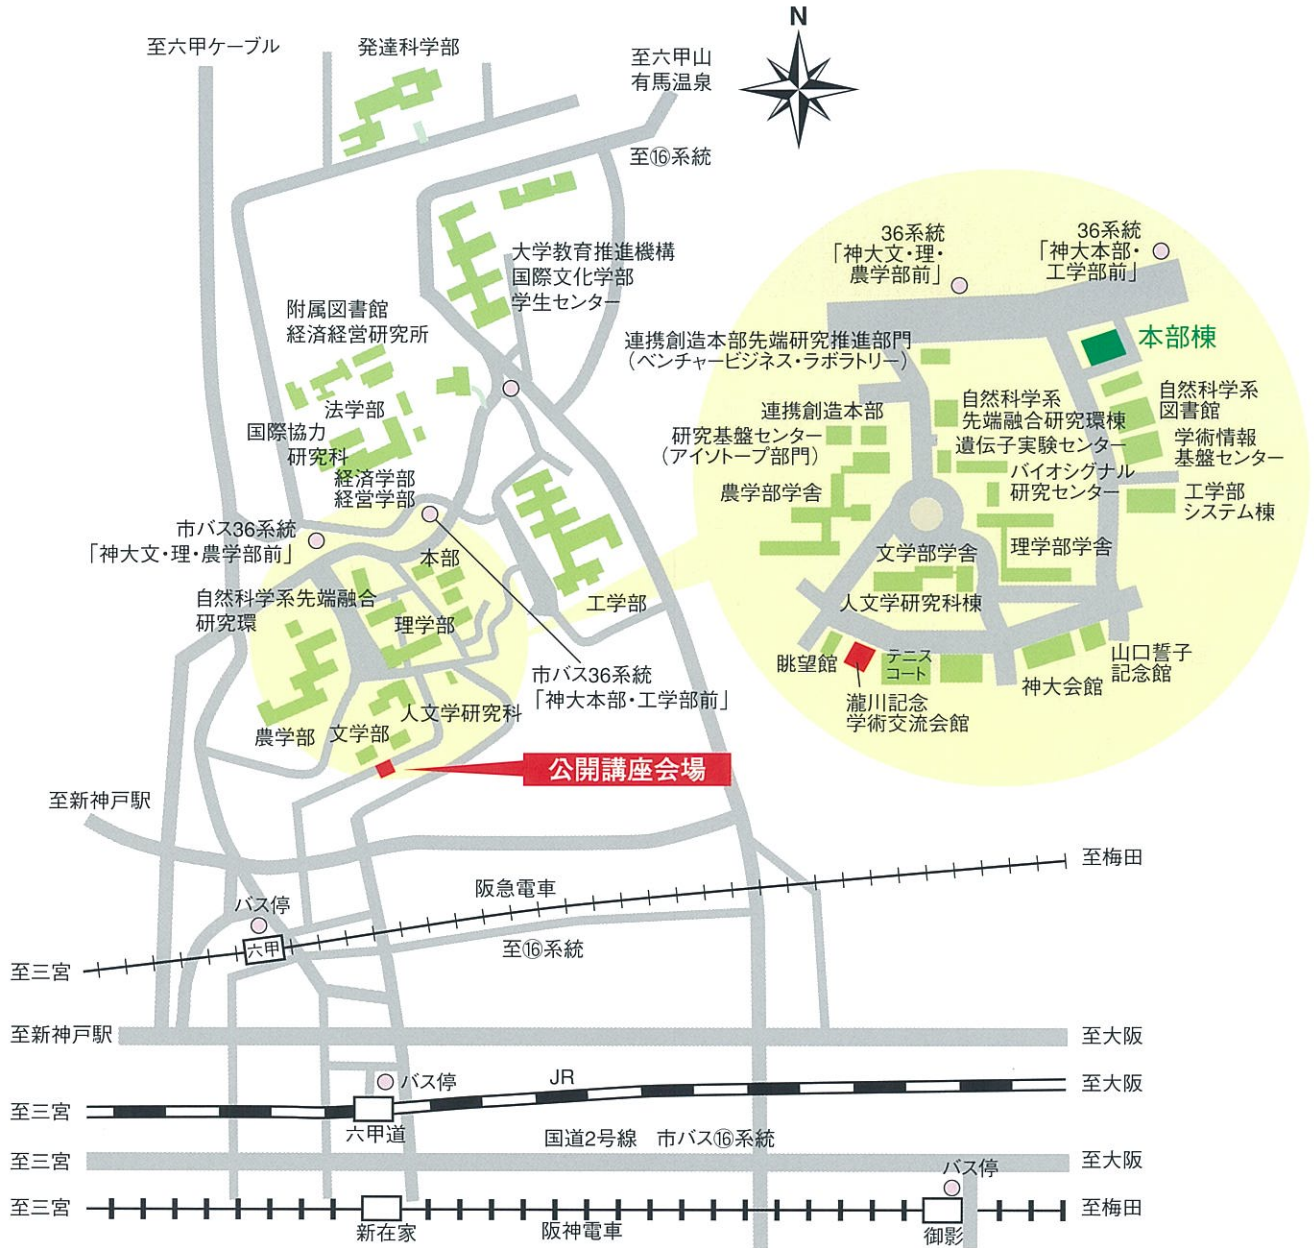 N
至六甲ケーブル
発達科学部
至六甲山
有馬温泉
至⑯系統
大学教育推進機構
国際文化学部
学生センター
附属図書館
経済経営研究所
法学部
国際協力
研究科
経済学部
経営学部
市バス36系統
「神大文・理・農学部前」
本部
自然科学系先端融合
研究環
理学部
工学部
市バス36系統
「神大本部・工学部前」
人文学研究科
農学部
文学部
公開講座会場
36系統
「神大文・理・
農学部前」
36系統
「神大本部・
工学部前」
本部棟
連携創造本部先端研究推進部門
（ベンチャービジネス・ラボラトリー）
自然科学系
図書館
連携創造本部
自然科学系
先端融合研究環棟
研究基盤センター
（アイソトープ部門）
遺伝子実験センター
学術情報
基盤センター
バイオシグナル
研究センター
農学部学舎
工学部
システム棟
文学部学舎
理学部学舎
人文学研究科棟
眺望館
テニス
コート
瀧川記念
学術交流会館
神大会館
山口誓子
記念館
至新神戸駅
至梅田
阪急電車
バス停
六甲
至⑯系統
至三宮
至新神戸駅
至大阪
JR
バス停
至大阪
至三宮
六甲道
国道2号線 市バス⑯系統
至三宮
至大阪
バス停
至三宮
至梅田
新在家
阪神電車
御影